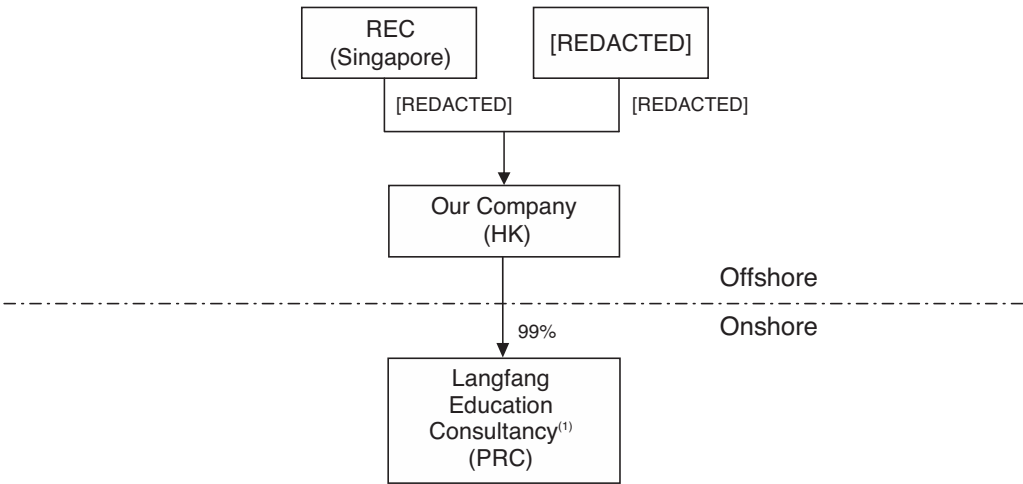 REC
(Singapore)
[REDACTED]
[REDACTED]
[REDACTED]
Our Company
(HK)
Offshore
Onshore
99%
Langfang
Education
Consultancy(1)
(PRC)